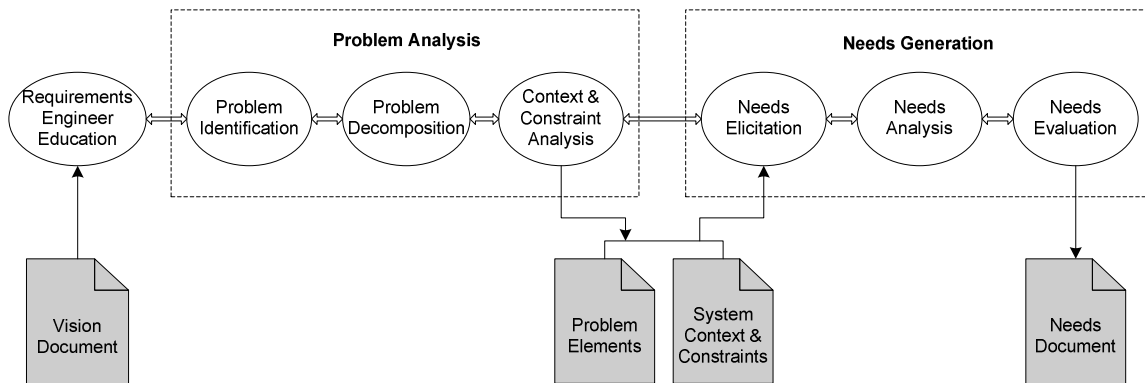 Problem Analysis
Needs Generation
Requirements
Engineer
Education
Problem
Identification
Problem
Decomposition
Context &
Constraint
Analysis
Needs
Elicitation
Needs
Analysis
Needs
Evaluation
Vision
Document
Problem
Elements
System
Context &
Constraints
Needs
Document